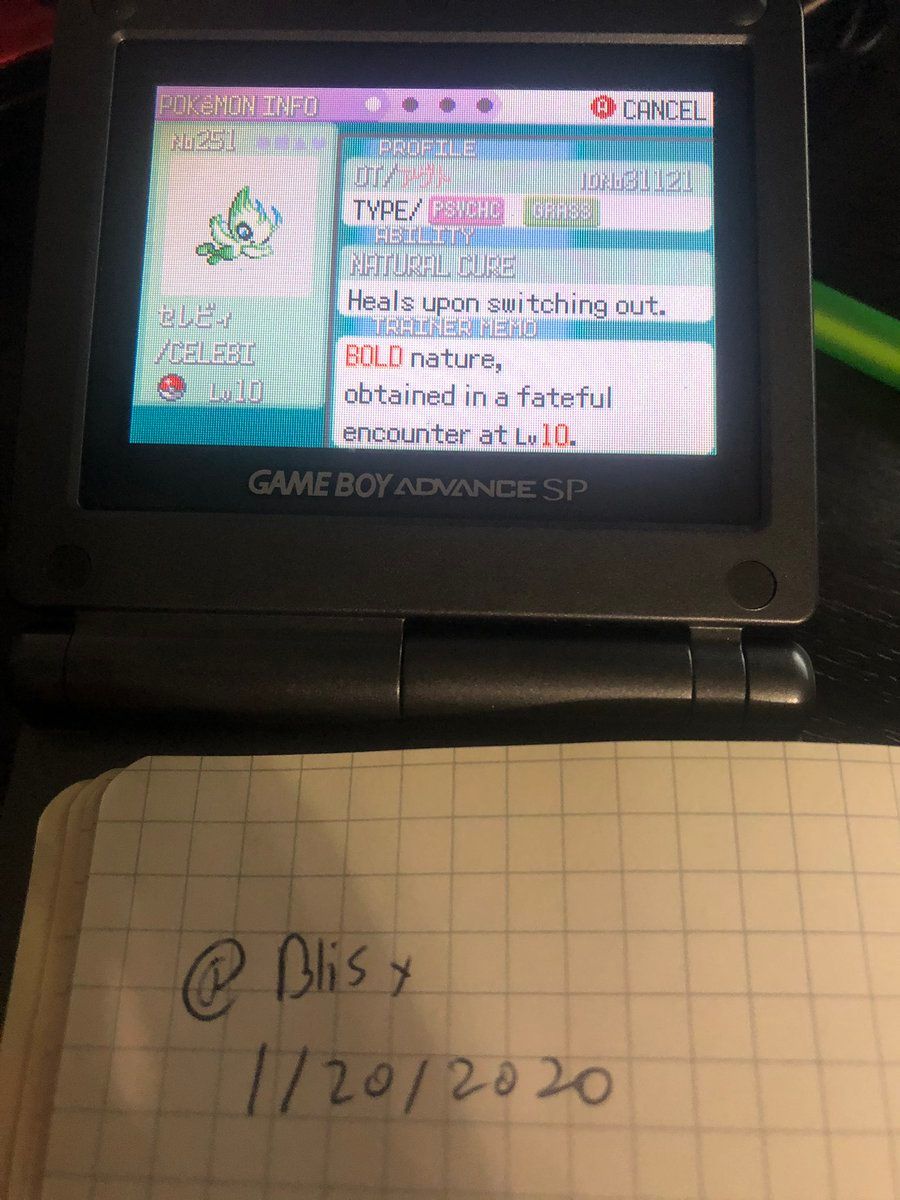 POKéMON INFO
A CANCEL
No251
PROFILE
OT/アゲト IDNo31121
TYPE/ PSYCHC GRASS
ABILITY
NATURAL CURE
Heals upon switching out.
セレビィ
/CELEBI
Lv10
TRAINER MEMO
BOLD nature,
obtained in a fateful
encounter at Lv10.
GAME BOY ADVANCE SP
@Blisy
11/20/2020